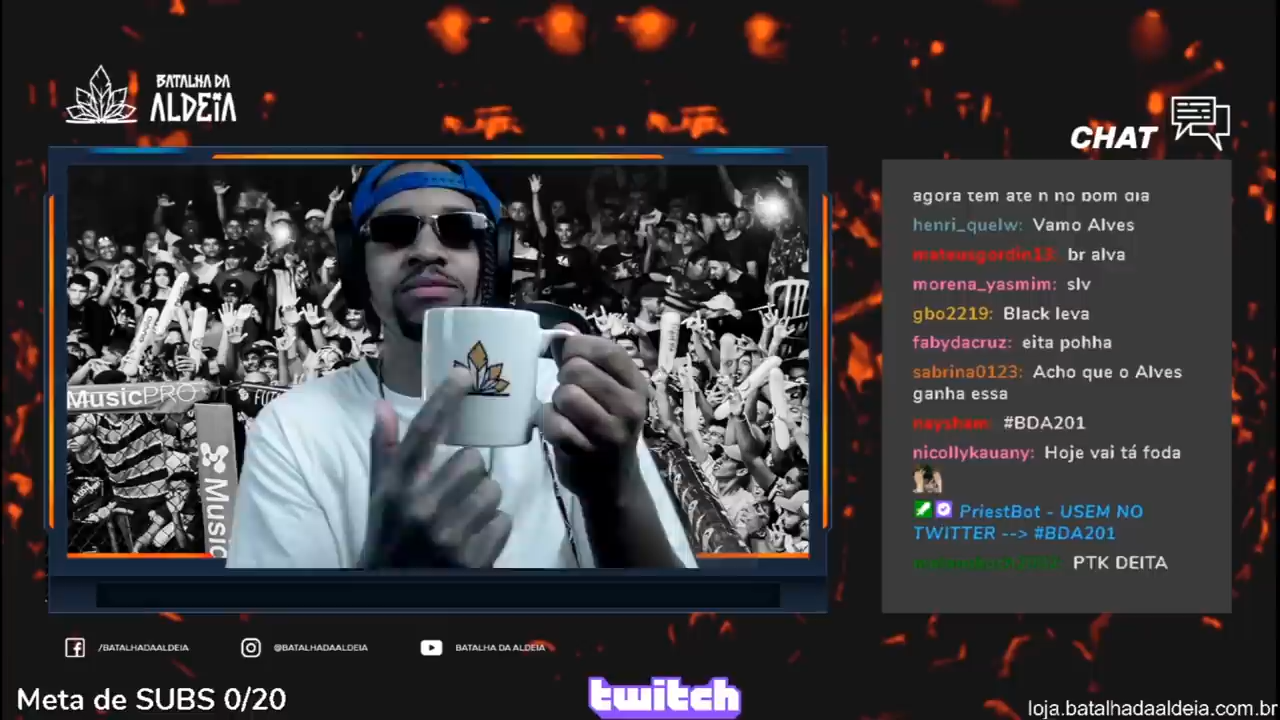 BATALHA DA
ALDEIA
CHAT
agora tem ate n no bom dia
henri_quelw: Vamo Alves
mateusgordin13: br alva
morena_yasmim: slv
gbo2219: Black leva
fabydacruz: eita pohha
sabrina0123: Acho que o Alves
ganha essa
naysham: #BDA201
nicollykauany: Hoje vai tá foda
PriestBot - USEM NO
TWITTER --> #BDA201
PTK DEITA
MusicPRO
Music
/BATALHADAALDEIA
@BATALHADAALDEIA
BATALHA DA ALDEIA
Meta de SUBS 0/20
twitch
loja.batalhadaaldeia.com.br